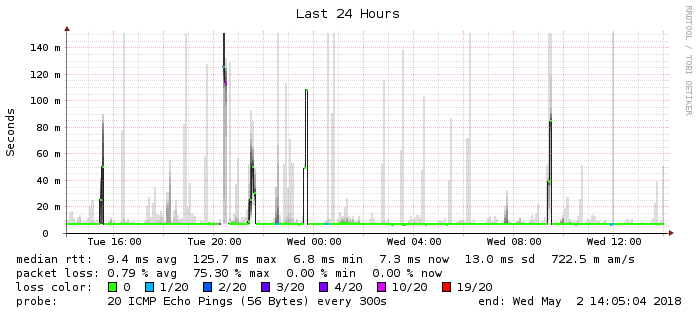 Last 24 Hours
RRDTOOL / TOBI OETIKER
Seconds
140 m
120 m
100 m
80 m
60 m
40 m
20 m
0
Tue 16:00 Tue 20:00 Wed 00:00 Wed 04:00 Wed 08:00 Wed 12:00
median rtt: 9.4 ms avg 125.7 ms max 6.8 ms min 7.3 ms now 13.0 ms sd 722.5 m am/s
packet loss: 0.79 % avg 75.30 % max 0.00 % min 0.00 % now
loss color: 0 1/20 2/20 3/20 4/20 10/20 19/20
probe: 20 ICMP Echo Pings (56 Bytes) every 300s end: Wed May 2 14:05:04 2018